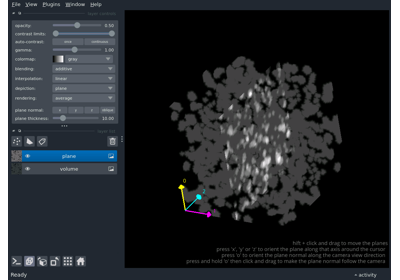 File View Plugins Window Help
opacity: 0.50
contrast limits:
auto-contrast: once continuous
gamma: 1.00
colormap: gray
blending: additive
interpolation: linear
depiction: plane
rendering: average
plane normal: x y z oblique
plane thickness: 10.00
plane
volume
0
hift + click and drag to move the planes
press 'x', 'y' or 'z' to orient the plane along that axis around the cursor
press 'o' to orient the plane normal along the camera view direction
press and hold 'o' then click and drag to make the plane normal follow the camera
Ready
activity